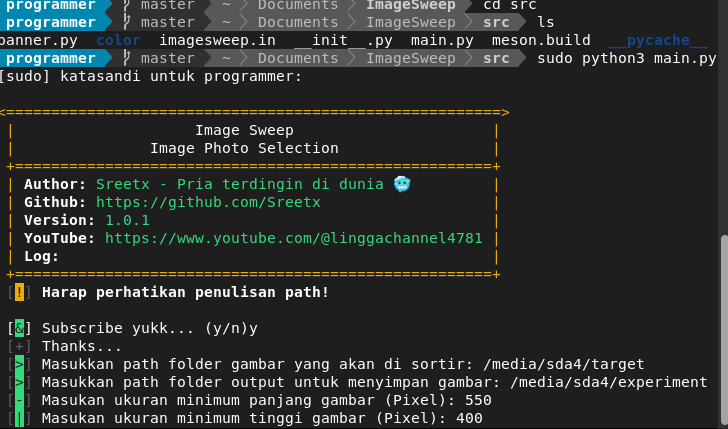 programmer master ~ Documents ImageSweep cd src
programmer master ~ Documents ImageSweep src ls
banner.py color imagesweep.in __init__.py main.py meson.build __pycache__
programmer master ~ Documents ImageSweep src sudo python3 main.py
[sudo] katasandi untuk programmer:
<=======================================================>
| Image Sweep |
| Image Photo Selection |
+=====================================================+
| Author: Sreetx - Pria terdingin di dunia 🥶 |
| Github: https://github.com/Sreetx |
| Version: 1.0.1 |
| YouTube: https://www.youtube.com/@linggachannel4781 |
| Log: |
+=====================================================+
[!] Harap perhatikan penulisan path!
[&] Subscribe yukk... (y/n)y
[+] Thanks...
[>] Masukkan path folder gambar yang akan di sortir: /media/sda4/target
[>] Masukkan path folder output untuk menyimpan gambar: /media/sda4/experiment
[-] Masukan ukuran minimum panjang gambar (Pixel): 550
[|] Masukan ukuran minimum tinggi gambar (Pixel): 400